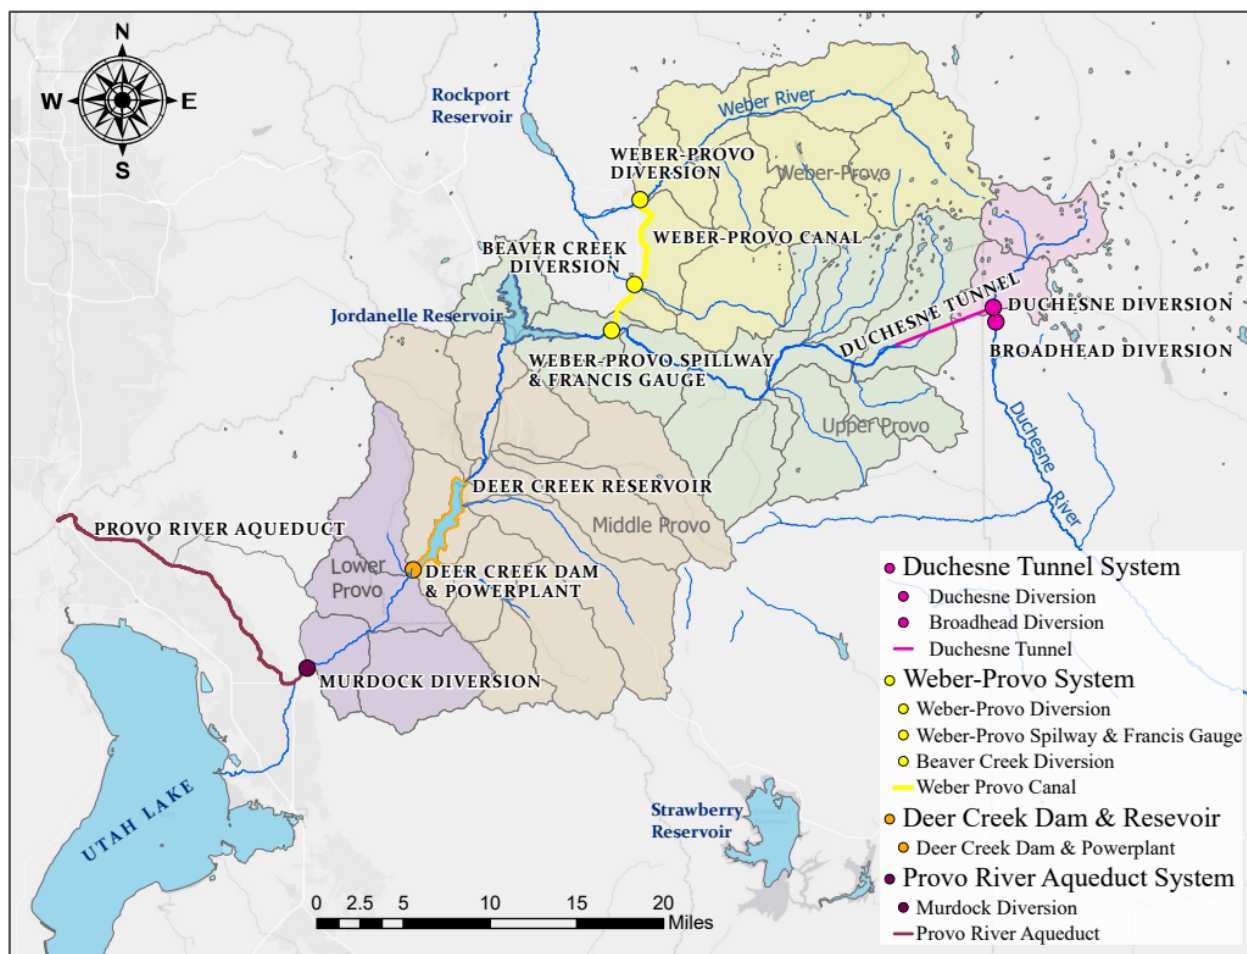 N
W
E
S
Rockport
Reservoir
Weber River
WEBER-PROVO
DIVERSION
Weber-Provo
WEBER-PROVO CANAL
BEAVER CREEK
DIVERSION
Jordanelle Reservoir
DUCHESNE TUNNEL
DUCHESNE DIVERSION
BROADHEAD DIVERSION
WEBER-PROVO SPILLWAY
& FRANCIS GAUGE
Upper Provo
Duchesne
River
DEER CREEK RESERVOIR
Middle Provo
PROVO RIVER AQUEDUCT
Lower
Provo
DEER CREEK DAM
& POWERPLANT
MURDOCK DIVERSION
UTAH LAKE
Strawberry
Reservoir
0 2.5 5 10 15 20
Miles
Duchesne Tunnel System
Duchesne Diversion
Broadhead Diversion
Duchesne Tunnel
Weber-Provo System
Weber-Provo Diversion
Weber-Provo Spilway & Francis Gauge
Beaver Creek Diversion
Weber Provo Canal
Deer Creek Dam & Resevoir
Deer Creek Dam & Powerplant
Provo River Aqueduct System
Murdock Diversion
Provo River Aqueduct